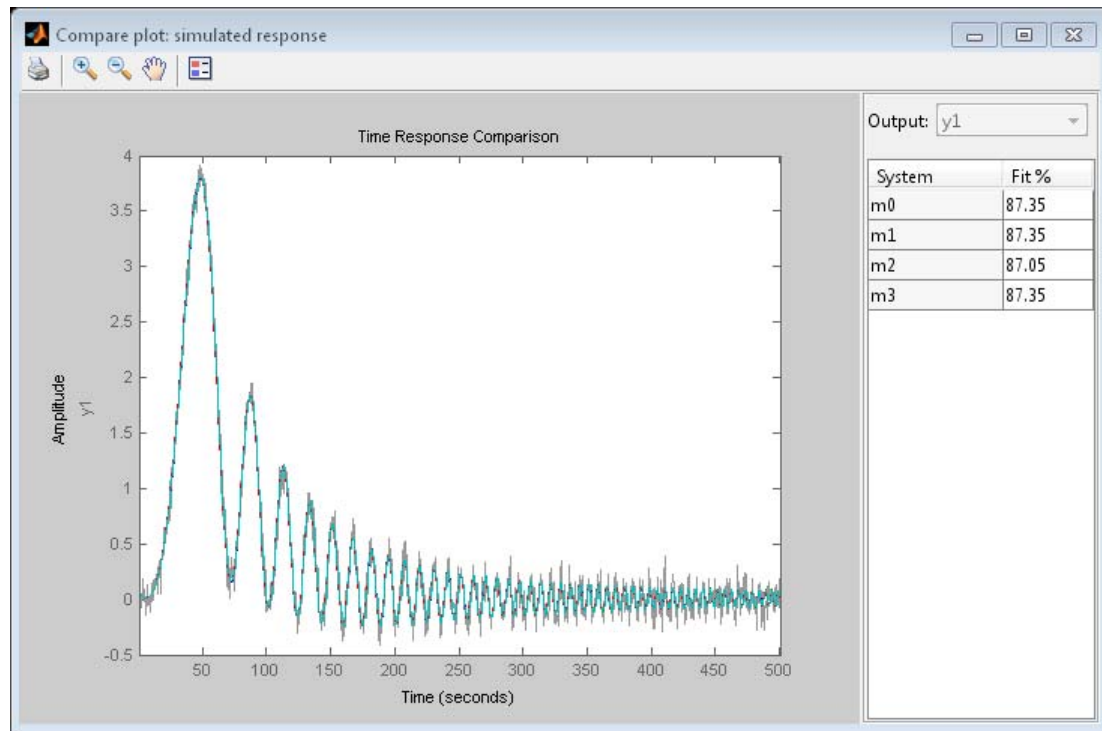 Compare plot: simulated response
Output: y1
Time Response Comparison
4
3.5
3
2.5
2
1.5
1
0.5
0
-0.5
Amplitude
y1
50 100 150 200 250 300 350 400 450 500
Time (seconds)
System Fit %
m0 87.35
m1 87.35
m2 87.05
m3 87.35